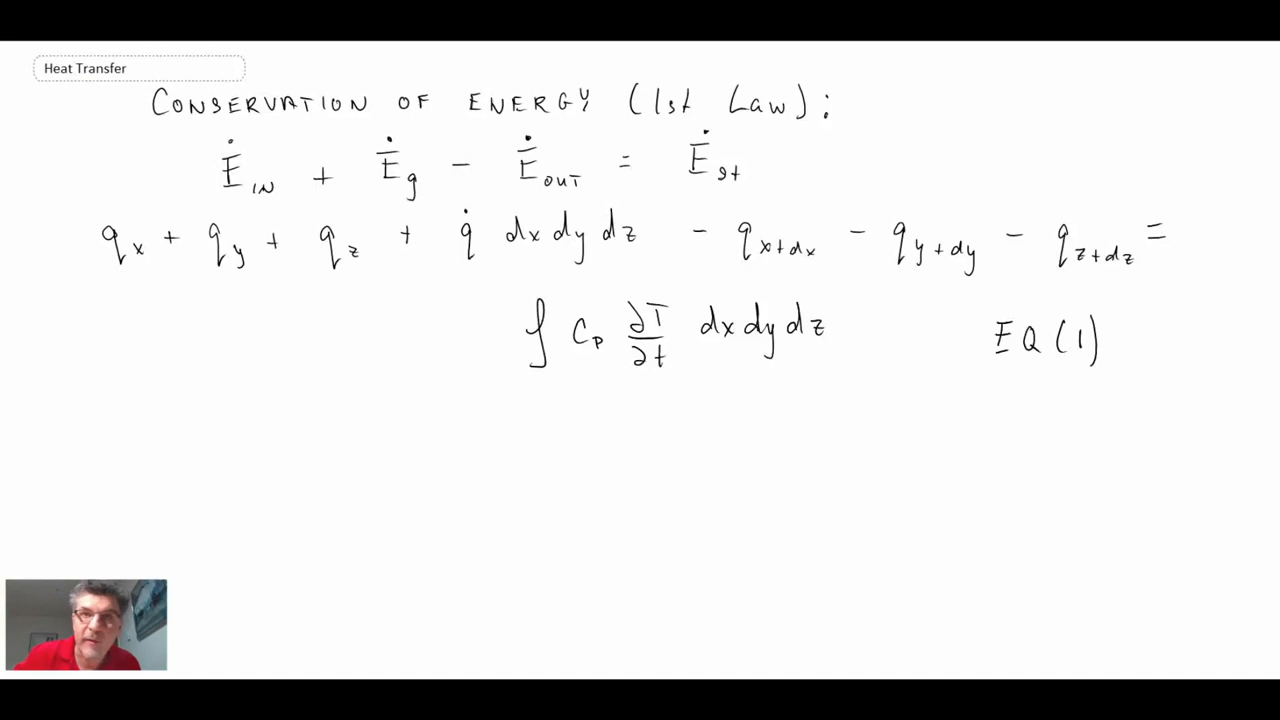 Heat Transfer
CONSERVATION OF ENERGY (1st Law):
Ė_IN + Ė_g − Ė_OUT = Ė_st
q_x + q_y + q_z + q̇ dx dy dz − q_x+dx − q_y+dy − q_z+dz =
ρ C_p ∂T/∂t dx dy dz EQ (1)